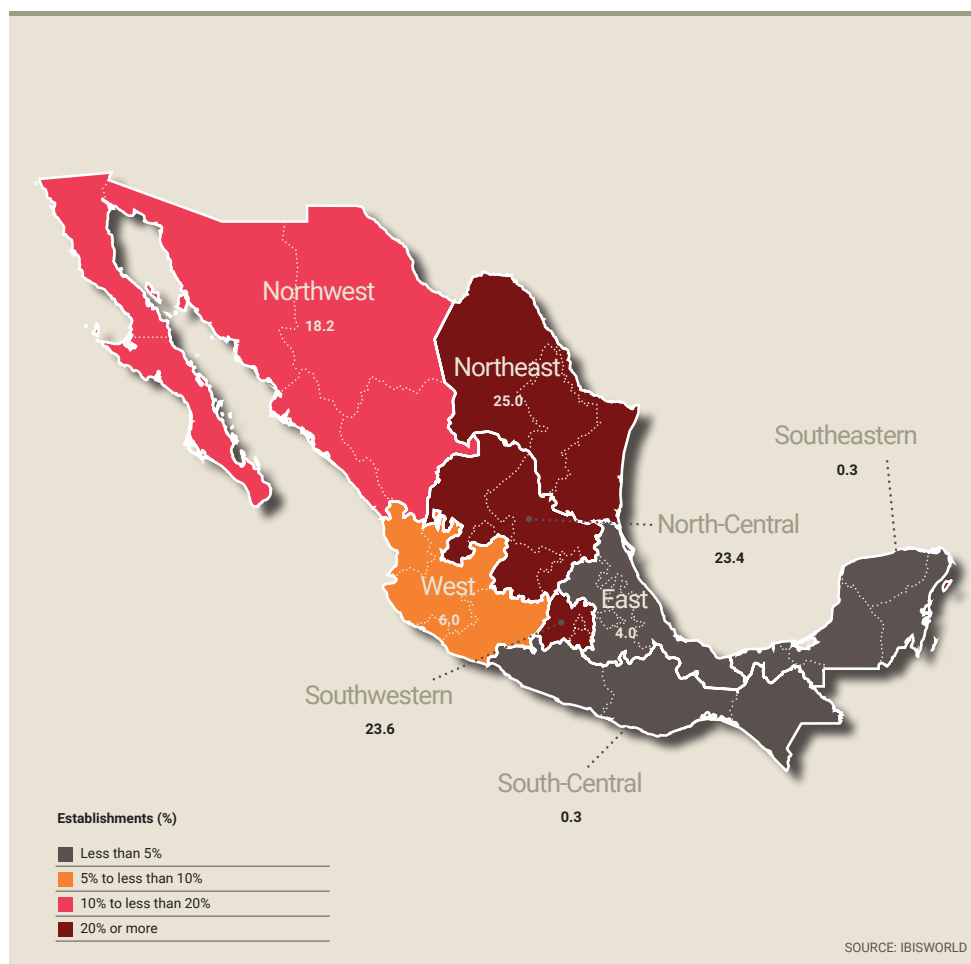 Northwest
18.2
Northeast
25.0
Southeastern
0.3
North-Central
23.4
West
6.0
East
4.0
Southwestern
23.6
South-Central
0.3
Establishments (%)
Less than 5%
5% to less than 10%
10% to less than 20%
20% or more
SOURCE: IBISWORLD